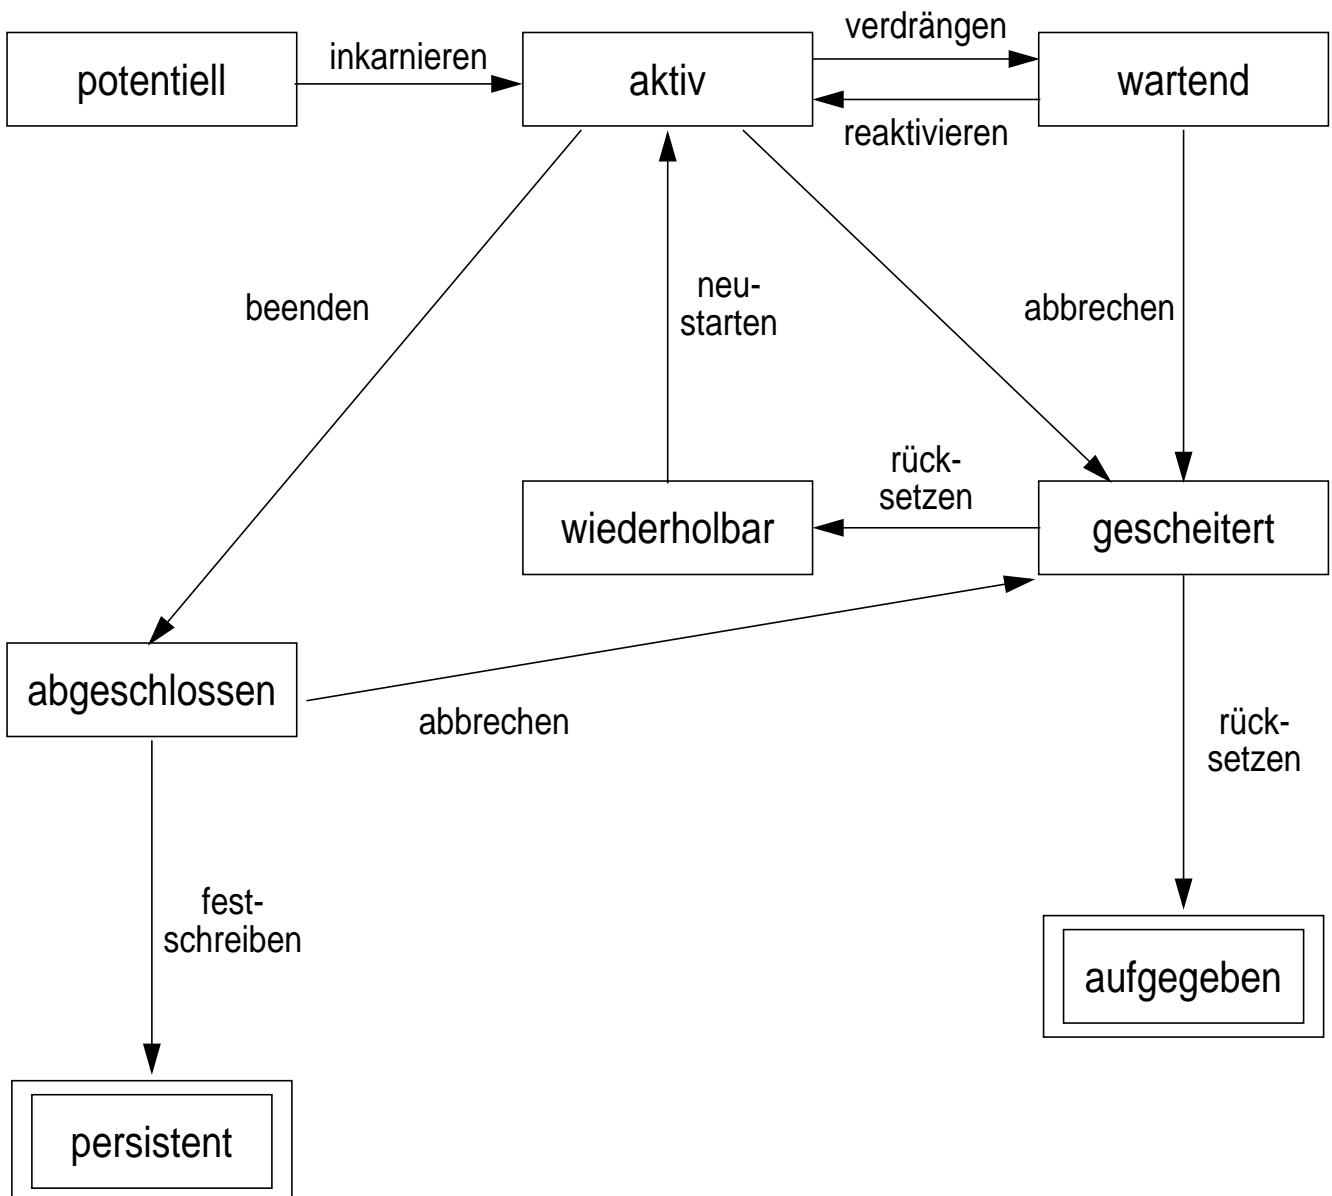 verdrängen
potentiell
inkarnieren
aktiv
wartend
reaktivieren
beenden
neu-
starten
abbrechen
rück-
setzen
wiederholbar
gescheitert
abgeschlossen
abbrechen
rück-
setzen
fest-
schreiben
aufgegeben
persistent